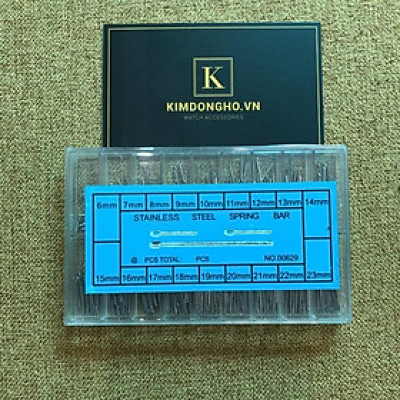 K
KIMDONGHO.VN
WATCH ACCESSORIES
6mm 7mm 8mm 9mm 10mm 11mm 12mm 13mm 14mm
STAINLESS STEEL SPRING BAR
@ PCS TOTAL: PCS NO.00629
15mm 16mm 17mm 18mm 19mm 20mm 21mm 22mm 23mm